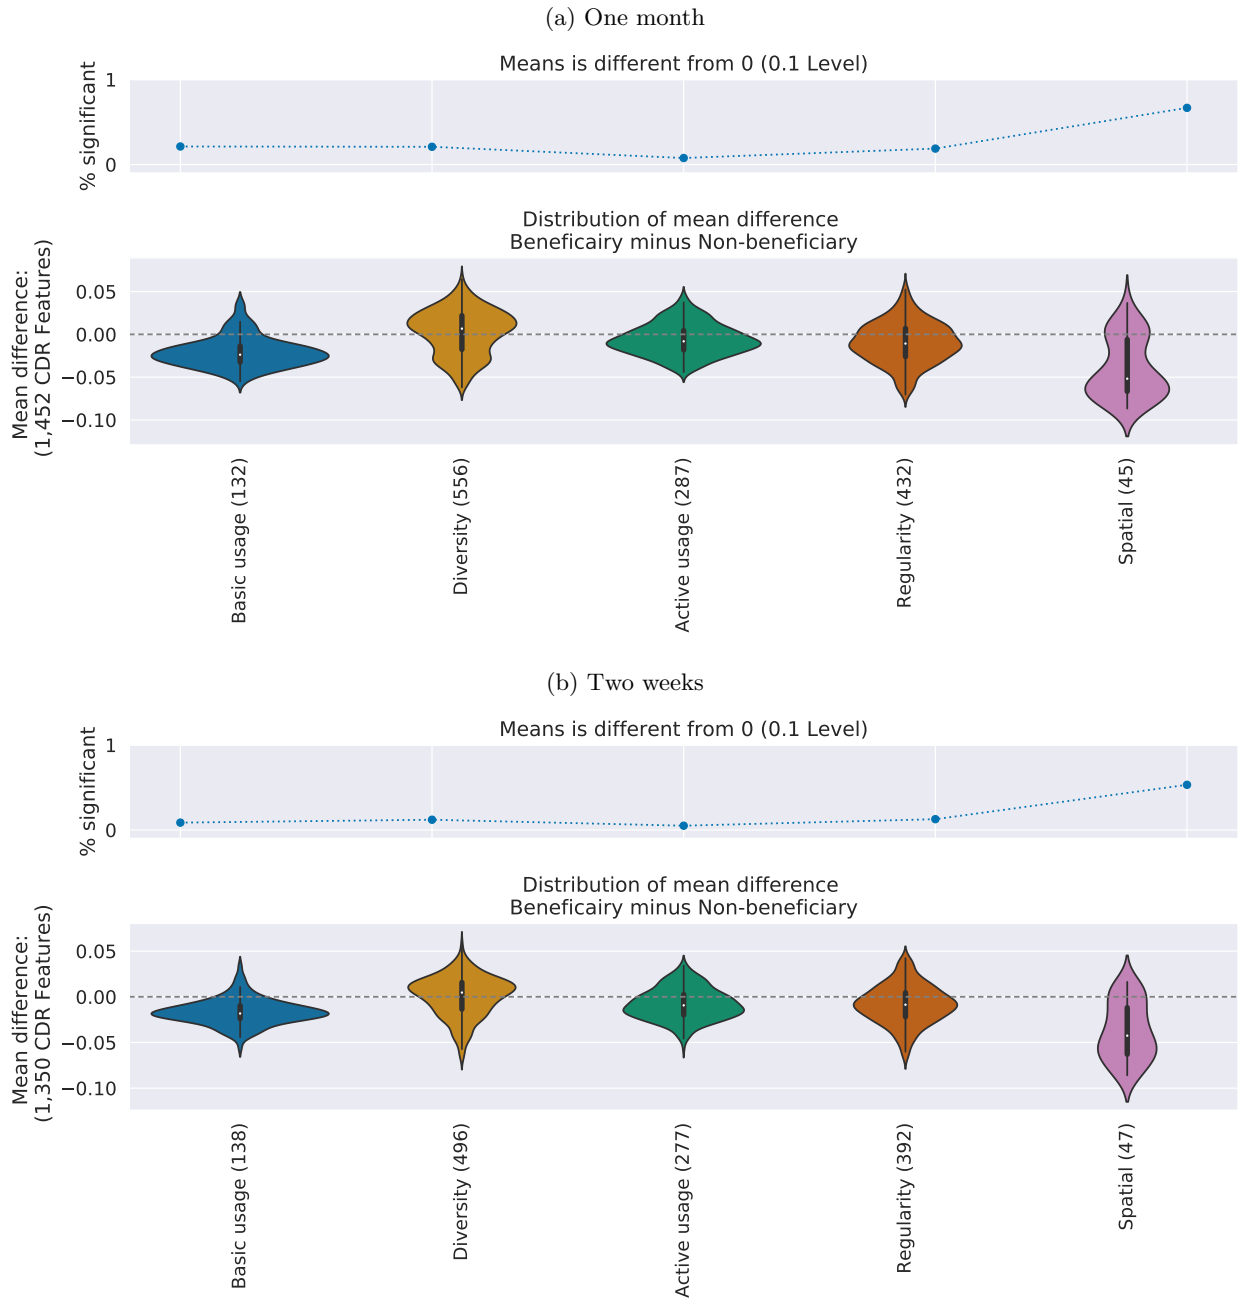 (a) One month
Means is different from 0 (0.1 Level)
% significant
1
0
Distribution of mean difference
Beneficairy minus Non-beneficiary
Mean difference:
(1,452 CDR Features)
0.05
0.00
−0.05
−0.10
Basic usage (132)
Diversity (556)
Active usage (287)
Regularity (432)
Spatial (45)
(b) Two weeks
Means is different from 0 (0.1 Level)
% significant
1
0
Distribution of mean difference
Beneficairy minus Non-beneficiary
Mean difference:
(1,350 CDR Features)
0.05
0.00
−0.05
−0.10
Basic usage (138)
Diversity (496)
Active usage (277)
Regularity (392)
Spatial (47)